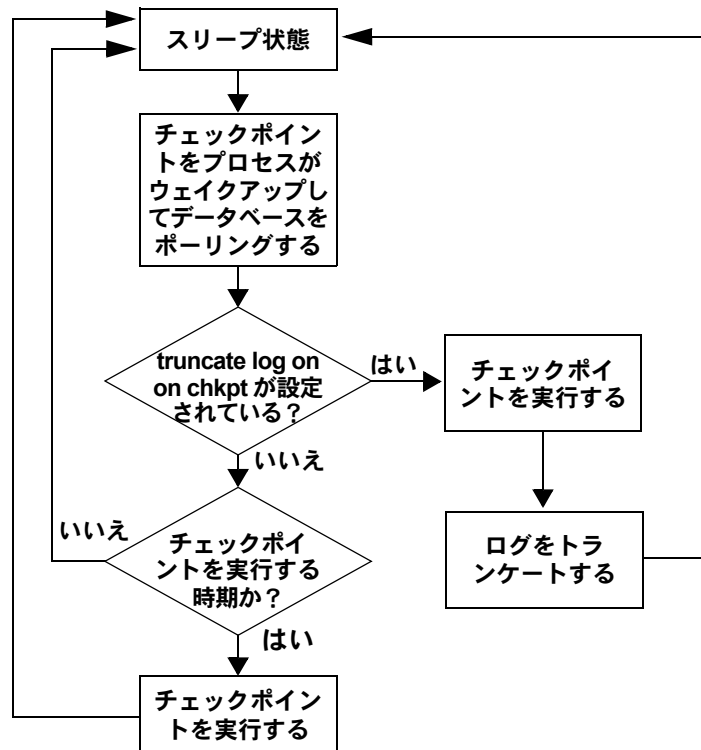 スリープ状態
チェックポイン
トをプロセスが
ウェイクアップし
てデータベースを
ポーリングする
truncate log on
on chkpt が設定
されている？
はい
チェックポイ
ントを実行する
いいえ
ログをトラ
ンケートする
いいえ
チェックポイ
ントを実行する
時期か？
はい
チェックポイン
トを実行する